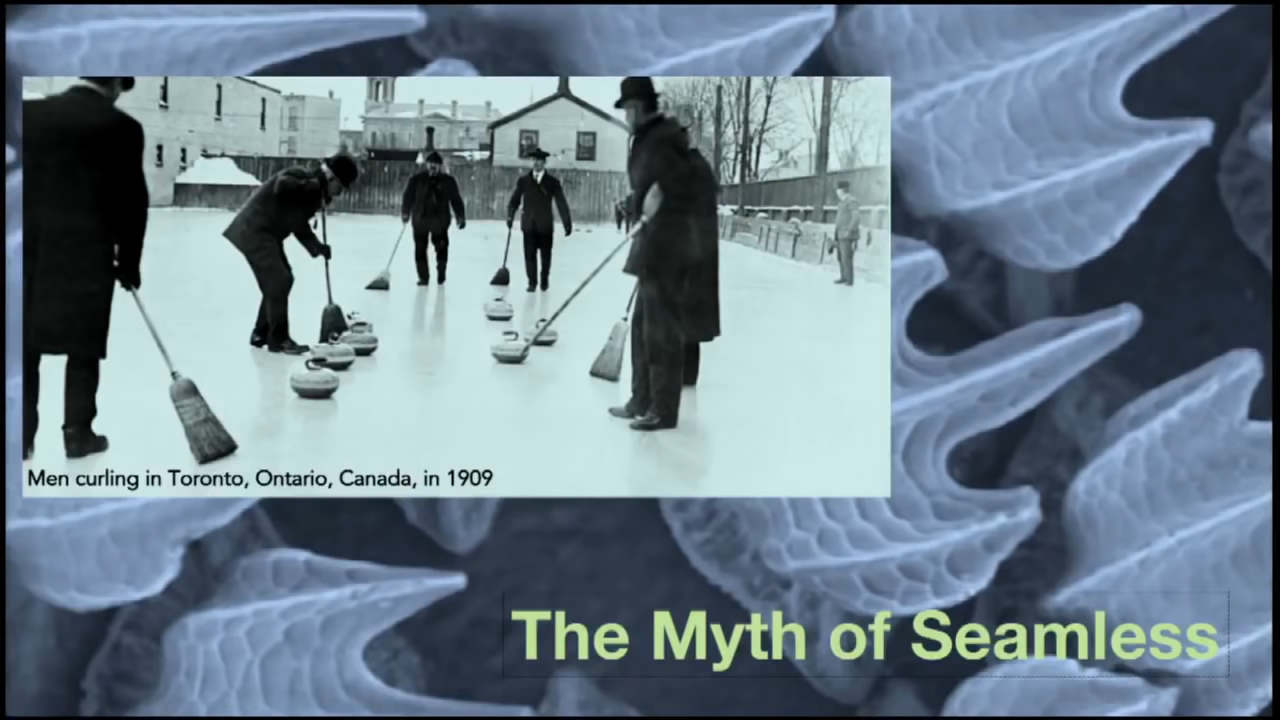 Men curling in Toronto, Ontario, Canada, in 1909
The Myth of Seamless